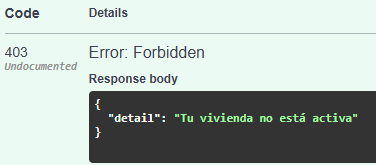 Code Details
403 Error: Forbidden
Undocumented
Response body
{
"detail": "Tu vivienda no está activa"
}